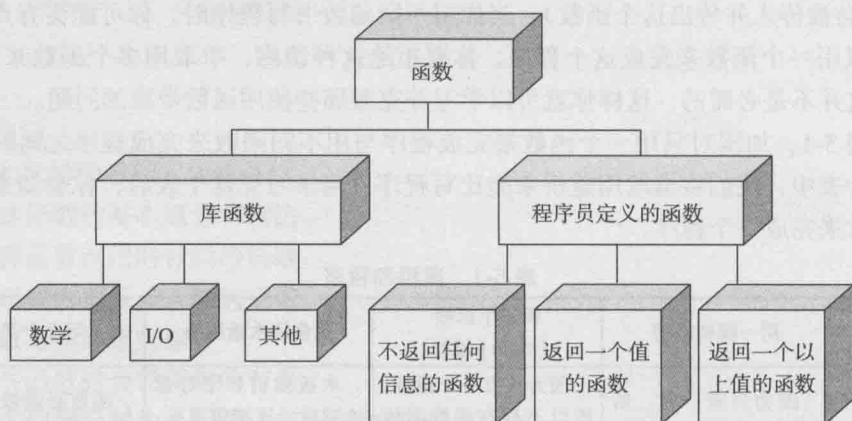 函数
库函数
程序员定义的函数
数学
I/O
其他
不返回任何
信息的函数
返回一个值
的函数
返回一个以
上值的函数